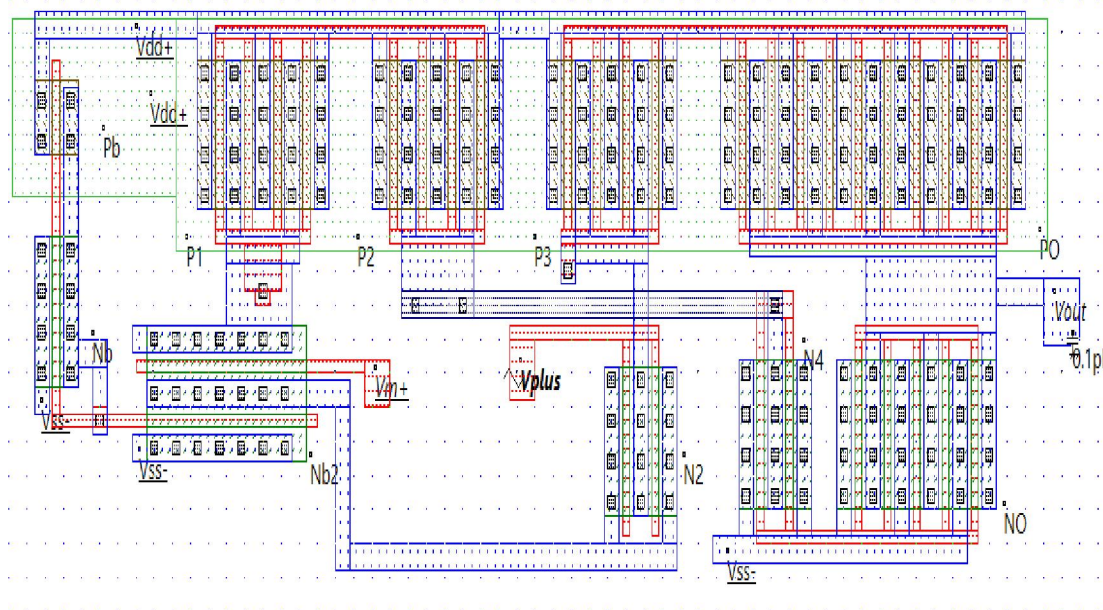 Vdd+
Vdd+
Pb
P1
P2
P3
PO
Vout
0.1p
Nb
N4
Vplus
Vm+
Vss-
Vss-
Nb2
N2
NO
Vss-